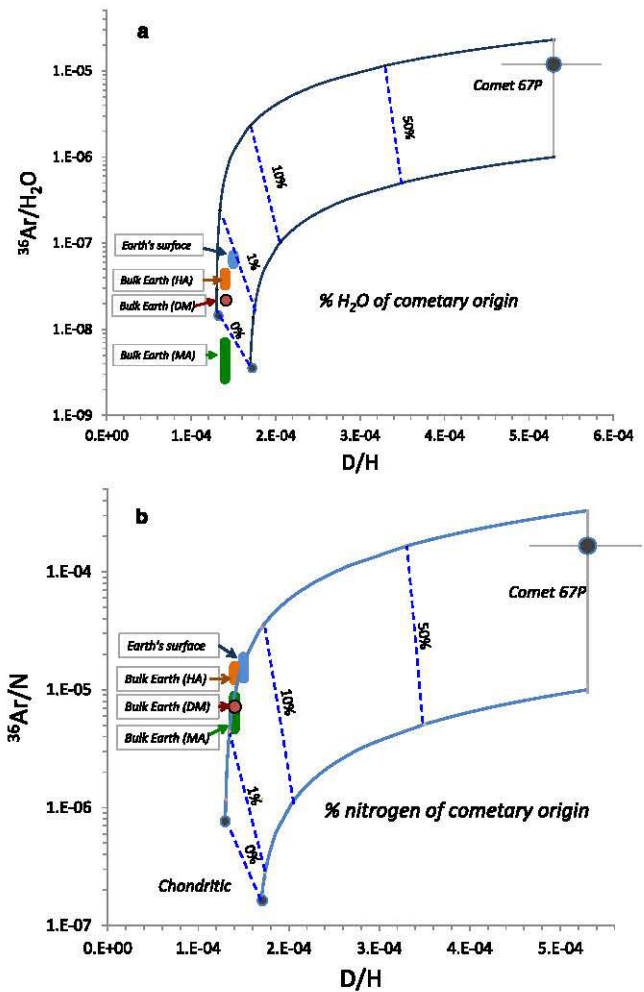 a
1.E-05
1.E-06
1.E-07
1.E-08
1.E-09
³⁶Ar/H₂O
Comet 67P
50%
10%
1%
0%
Earth's surface
Bulk Earth (HA)
Bulk Earth (DM)
Bulk Earth (MA)
% H₂O of cometary origin
0.E+00 1.E-04 2.E-04 3.E-04 4.E-04 5.E-04 6.E-04
D/H
b
1.E-04
1.E-05
1.E-06
1.E-07
³⁶Ar/N
Comet 67P
50%
10%
1%
0%
Earth's surface
Bulk Earth (HA)
Bulk Earth (DM)
Bulk Earth (MA)
% nitrogen of cometary origin
Chondritic
0.E+00 1.E-04 2.E-04 3.E-04 4.E-04 5.E-04
D/H